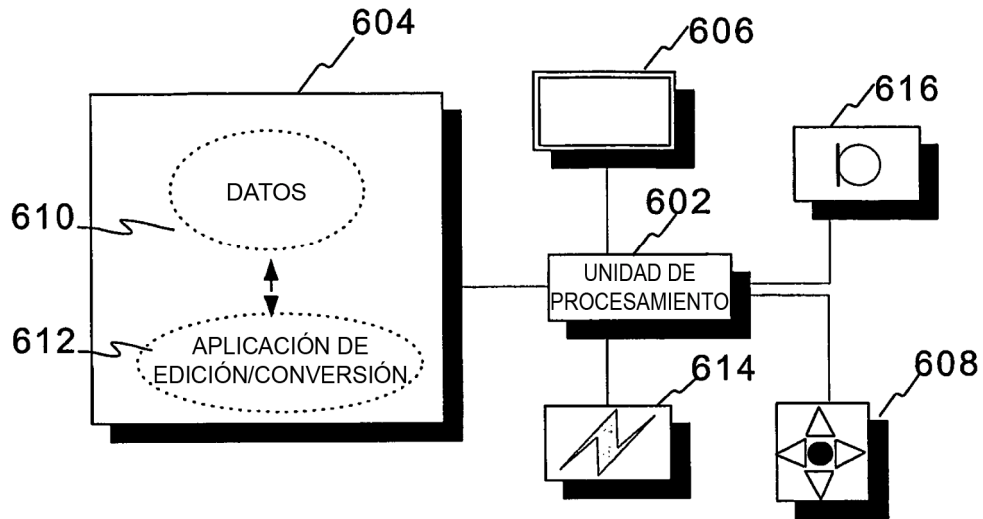 604
606
616
DATOS
610
602
UNIDAD DE
PROCESAMIENTO
612
APLICACIÓN DE
EDICIÓN/CONVERSIÓN
614
608